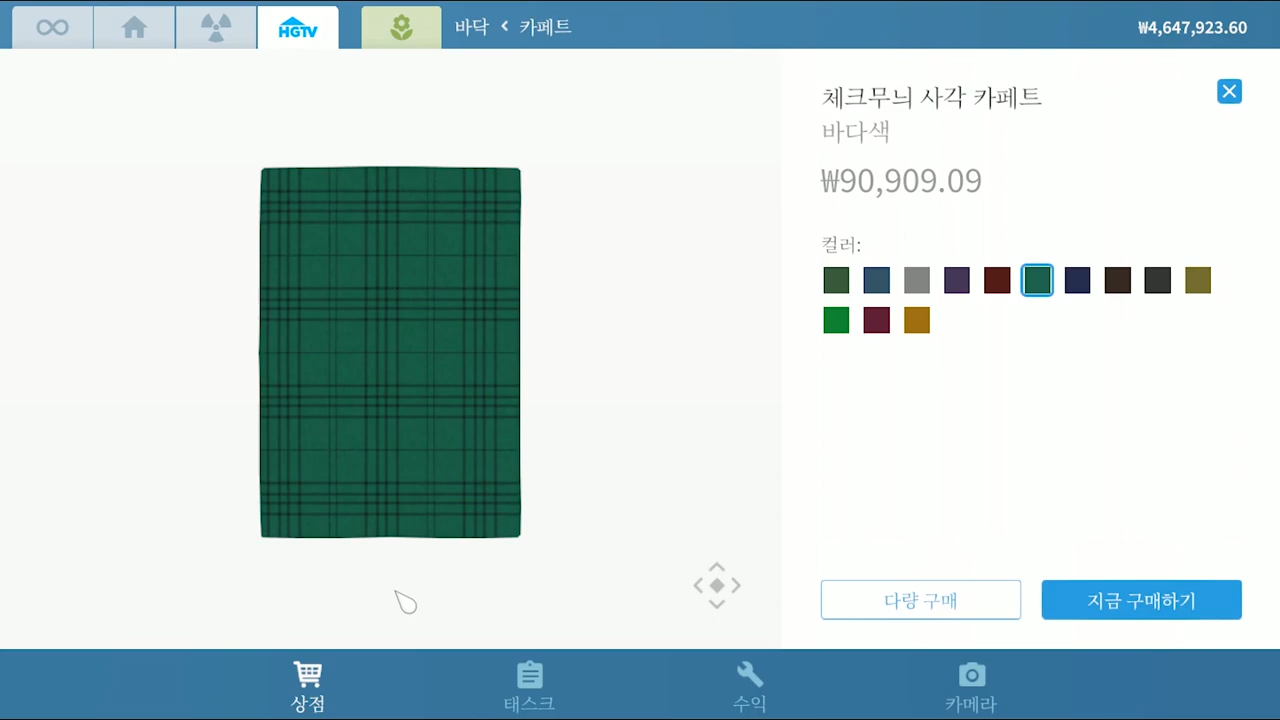 HGTV
바닥 < 카페트
₩4,647,923.60
체크무늬 사각 카페트
바다색
₩90,909.09
컬러:
다량 구매
지금 구매하기
상점
태스크
수익
카메라